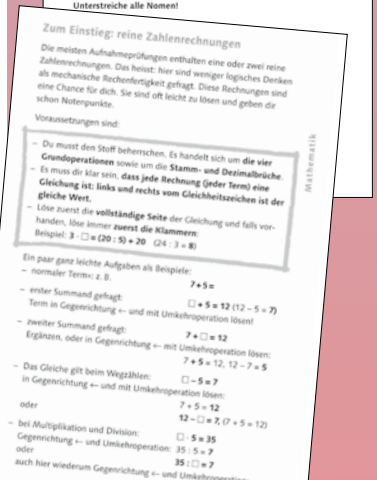 Unterstreiche alle Nomen!
Zum Einstieg: reine Zahlenrechnungen
Die meisten Aufnahmeprüfungen enthalten eine oder zwei reine
Zahlenrechnungen. Das heisst: hier sind weniger logisches Denken
als mechanische Rechenfertigkeit gefragt. Diese Rechnungen sind
eine Chance für dich. Sie sind oft leicht zu lösen und geben dir
schon Notenpunkte.
Voraussetzungen sind:
– Du musst den Stoff beherrschen. Es handelt sich um die vier
Grundoperationen sowie um die Stamm- und Dezimalbrüche.
– Es muss dir klar sein, dass jede Rechnung (jeder Term) eine
Gleichung ist: links und rechts vom Gleichheitszeichen ist der
gleiche Wert.
– Löse zuerst die vollständige Seite der Gleichung und falls vor-
handen, löse immer zuerst die Klammern:
Beispiel: 3 · □ = (20 : 5) + 20 (24 : 3 = 8)
Mathematik
Ein paar ganz leichte Aufgaben als Beispiele:
– normaler Term«: z. B. 7 + 5 =
– erster Summand gefragt: □ + 5 = 12 (12 – 5 = 7)
Term in Gegenrichtung ← und mit Umkehroperation lösen!
– zweiter Summand gefragt: 7 + □ = 12
Ergänzen, oder in Gegenrichtung ← mit Umkehroperation lösen:
7 + 5 = 12, 12 – 7 = 5
– Das Gleiche gilt beim Wegzählen: □ – 5 = 7
in Gegenrichtung ← und mit Umkehroperation lösen:
7 + 5 = 12
oder 12 – □ = 7, (7 + 5 = 12)
– bei Multiplikation und Division: □ · 5 = 35
Gegenrichtung ← und Umkehroperation: 35 : 5 = 7
oder 35 : □ = 7
auch hier wiederum Gegenrichtung ← und Umkehroperation: